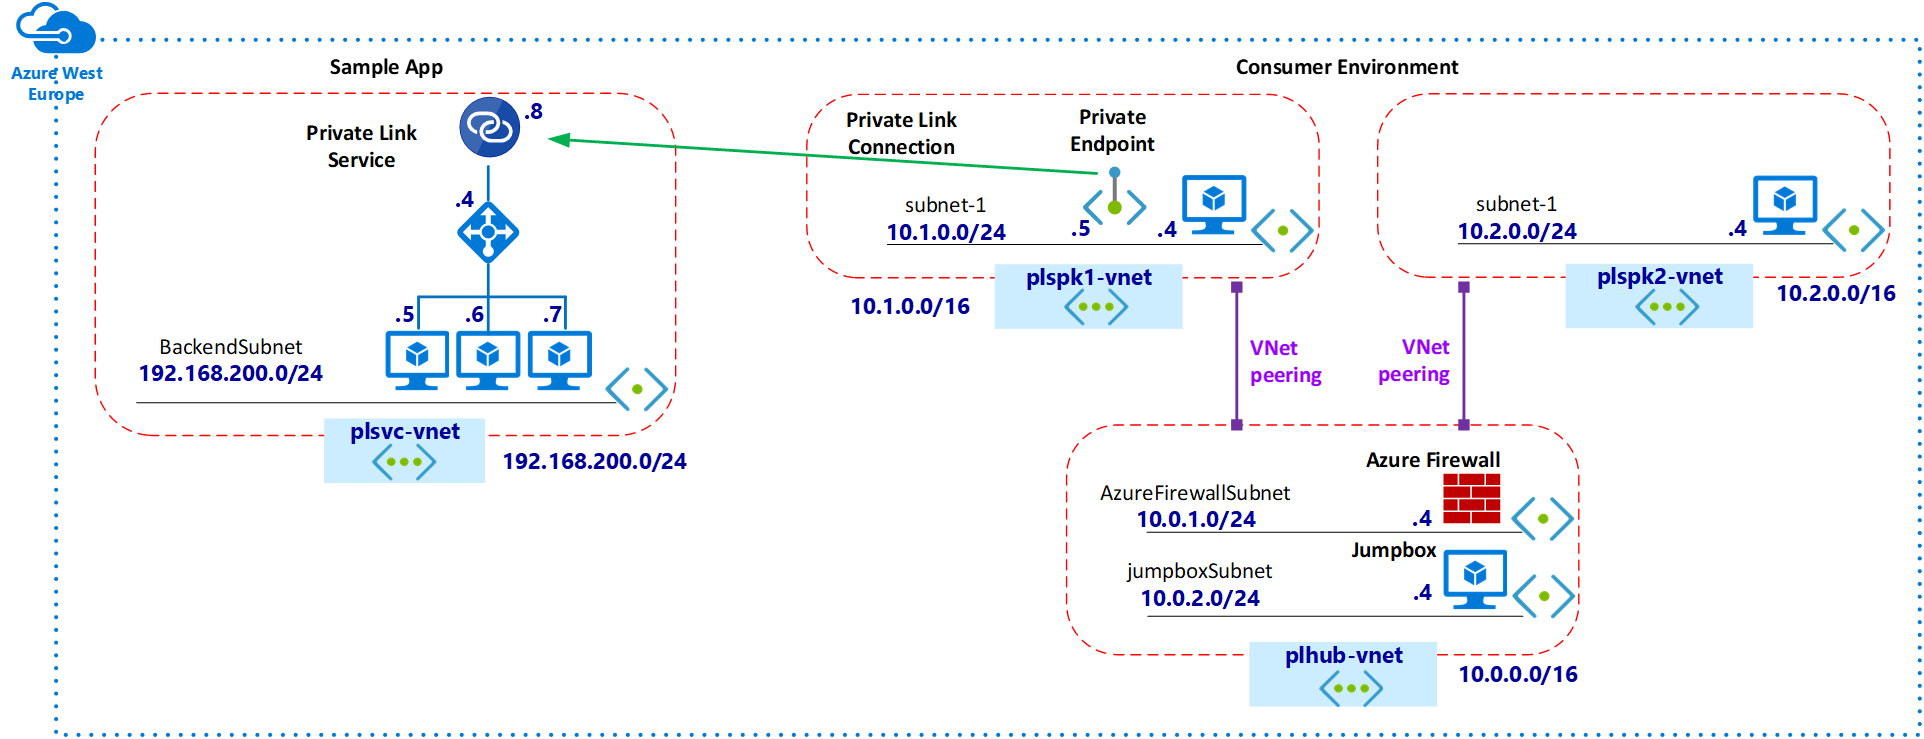 Azure West
Europe
Sample App
Private Link
Service
.8
.4
.5
.6
.7
BackendSubnet
192.168.200.0/24
plsvc-vnet
192.168.200.0/24
Consumer Environment
Private Link
Connection
Private
Endpoint
subnet-1
10.1.0.0/24
.5
.4
plspk1-vnet
10.1.0.0/16
subnet-1
10.2.0.0/24
.4
plspk2-vnet
10.2.0.0/16
VNet
peering
VNet
peering
Azure Firewall
AzureFirewallSubnet
10.0.1.0/24
.4
Jumpbox
jumpboxSubnet
10.0.2.0/24
.4
plhub-vnet
10.0.0.0/16